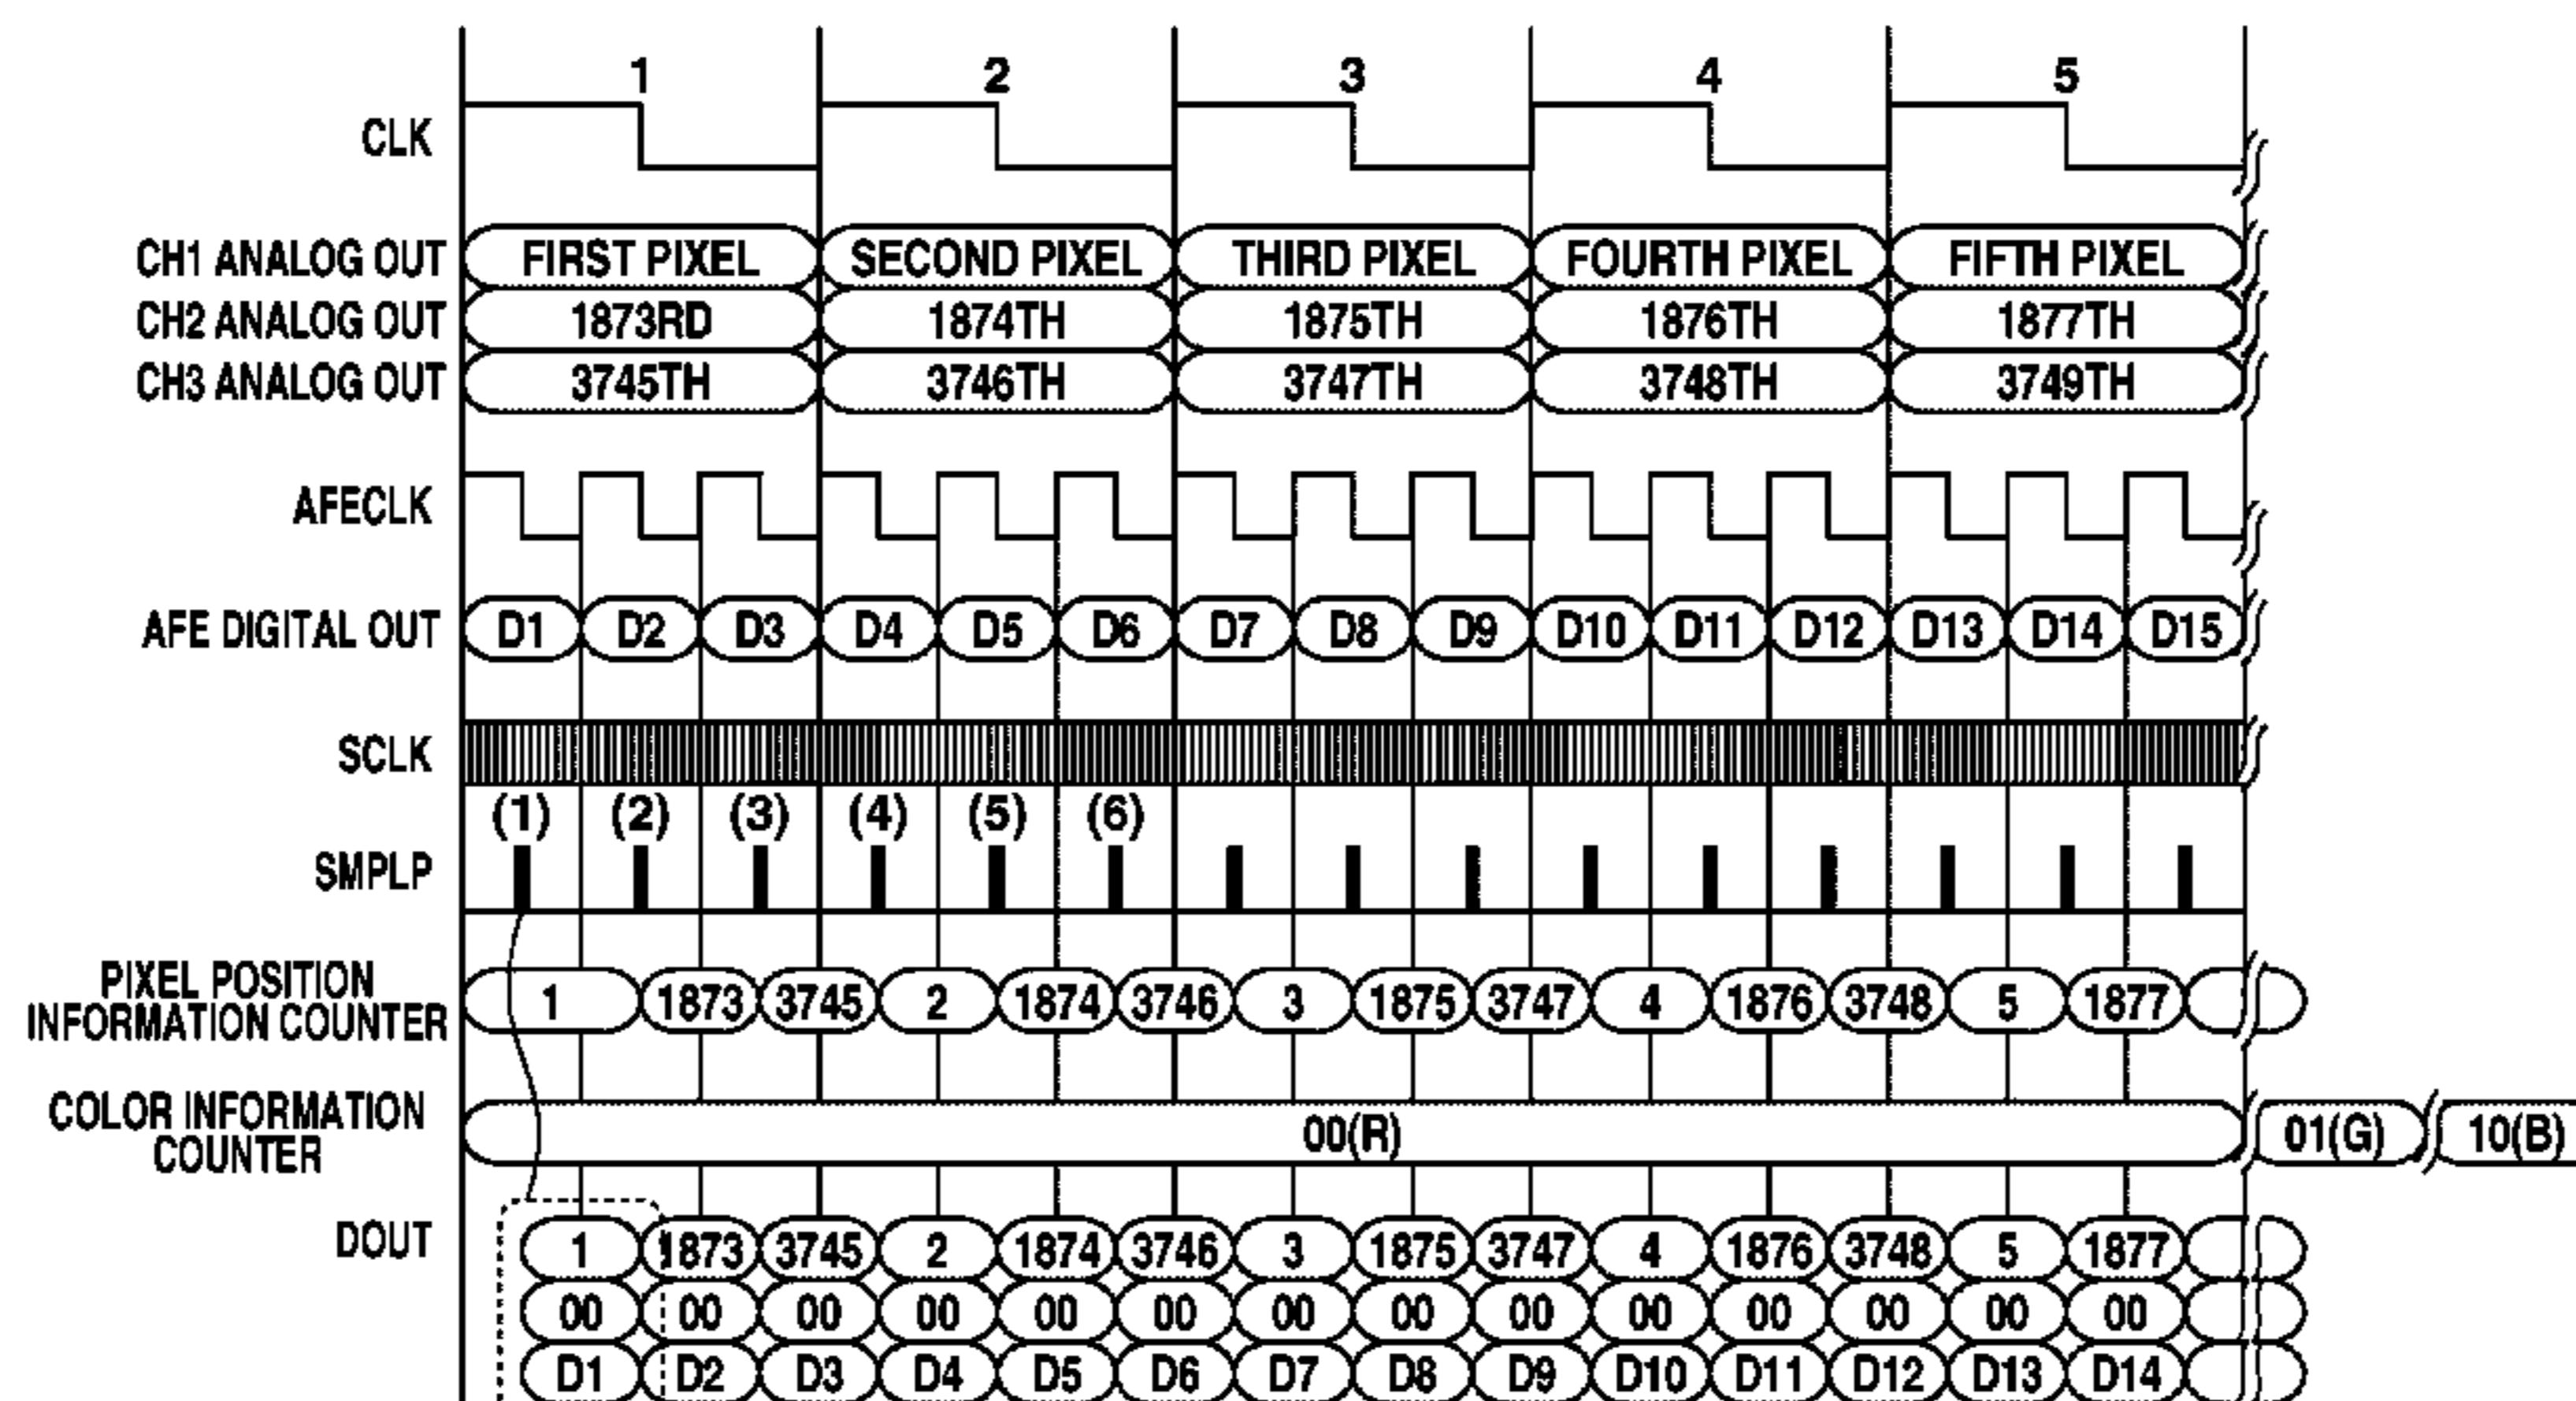 1 2 3 4 5
CLK
CH1 ANALOG OUT FIRST PIXEL SECOND PIXEL THIRD PIXEL FOURTH PIXEL FIFTH PIXEL
CH2 ANALOG OUT 1873RD 1874TH 1875TH 1876TH 1877TH
CH3 ANALOG OUT 3745TH 3746TH 3747TH 3748TH 3749TH
AFECLK
AFE DIGITAL OUT D1 D2 D3 D4 D5 D6 D7 D8 D9 D10 D11 D12 D13 D14 D15
SCLK
(1) (2) (3) (4) (5) (6)
SMPLP
PIXEL POSITION
INFORMATION COUNTER 1 1873 3745 2 1874 3746 3 1875 3747 4 1876 3748 5 1877
COLOR INFORMATION
COUNTER 00(R) 01(G) 10(B)
DOUT 1 1873 3745 2 1874 3746 3 1875 3747 4 1876 3748 5 1877
00 00 00 00 00 00 00 00 00 00 00 00 00 00
D1 D2 D3 D4 D5 D6 D7 D8 D9 D10 D11 D12 D13 D14